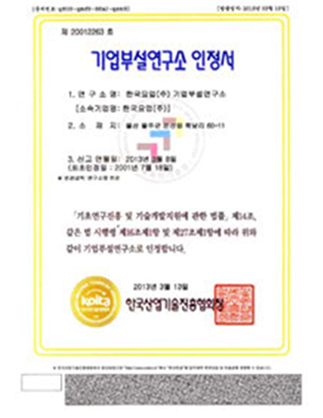 제 20012263 호
기업부설연구소 인정서
1. 연 구 소 명: 한국요업(주) 기업부설연구소
[소속기업명: 한국요업(주)]
2. 소 재 지: 울산 울주군
3. 신고 연월일: 2013년 3월 8일
(최초인정일: 2001년 7월 18일)
「기초연구진흥 및 기술개발지원에 관한 법률」 제14조,
같은 법 시행령 제16조제1항 및 제27조제1항에 따라 위와
같이 기업부설연구소로 인정합니다.
2013년 3월 13일
koita
한국산업기술진흥협회장